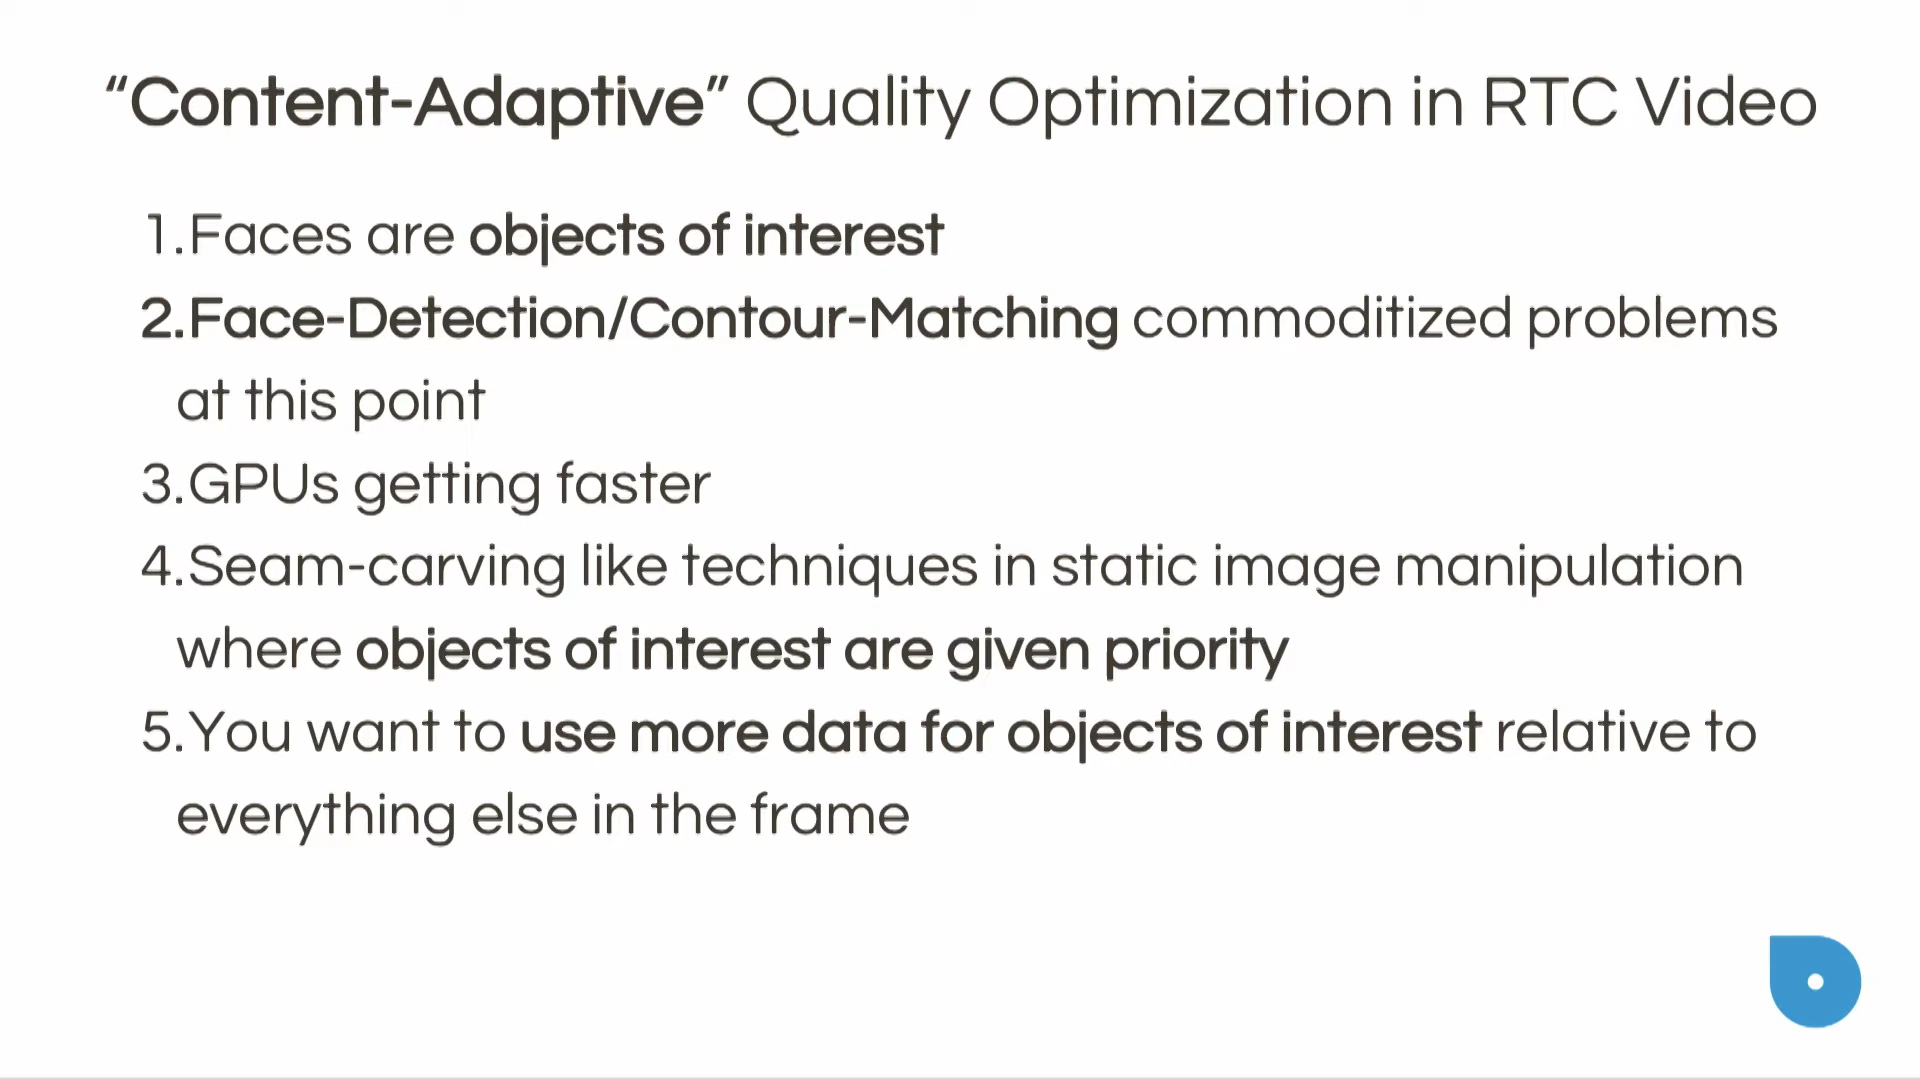 “Content-Adaptive” Quality Optimization in RTC Video
1.Faces are objects of interest
2.Face-Detection/Contour-Matching commoditized problems
at this point
3.GPUs getting faster
4.Seam-carving like techniques in static image manipulation
where objects of interest are given priority
5.You want to use more data for objects of interest relative to
everything else in the frame